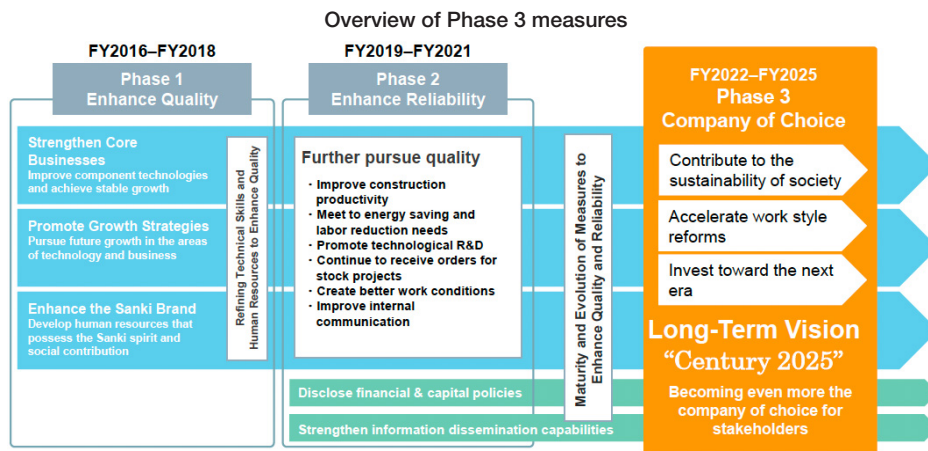 Overview of Phase 3 measures
FY2016–FY2018
Phase 1
Enhance Quality
Strengthen Core
Businesses
Improve component technologies
and achieve stable growth
Promote Growth Strategies
Pursue future growth in the areas
of technology and business
Enhance the Sanki Brand
Develop human resources that
possess the Sanki spirit and
social contribution
Refining Technical Skills and
Human Resources to Enhance Quality
FY2019–FY2021
Phase 2
Enhance Reliability
Further pursue quality
· Improve construction
productivity
· Meet to energy saving and
labor reduction needs
· Promote technological R&D
· Continue to receive orders for
stock projects
· Create better work conditions
· Improve internal
communication
Disclose financial & capital policies
Strengthen information dissemination capabilities
Maturity and Evolution of Measures to
Enhance Quality and Reliability
FY2022–FY2025
Phase 3
Company of Choice
Contribute to the
sustainability of society
Accelerate work style
reforms
Invest toward the next
era
Long-Term Vision
“Century 2025”
Becoming even more the
company of choice for
stakeholders